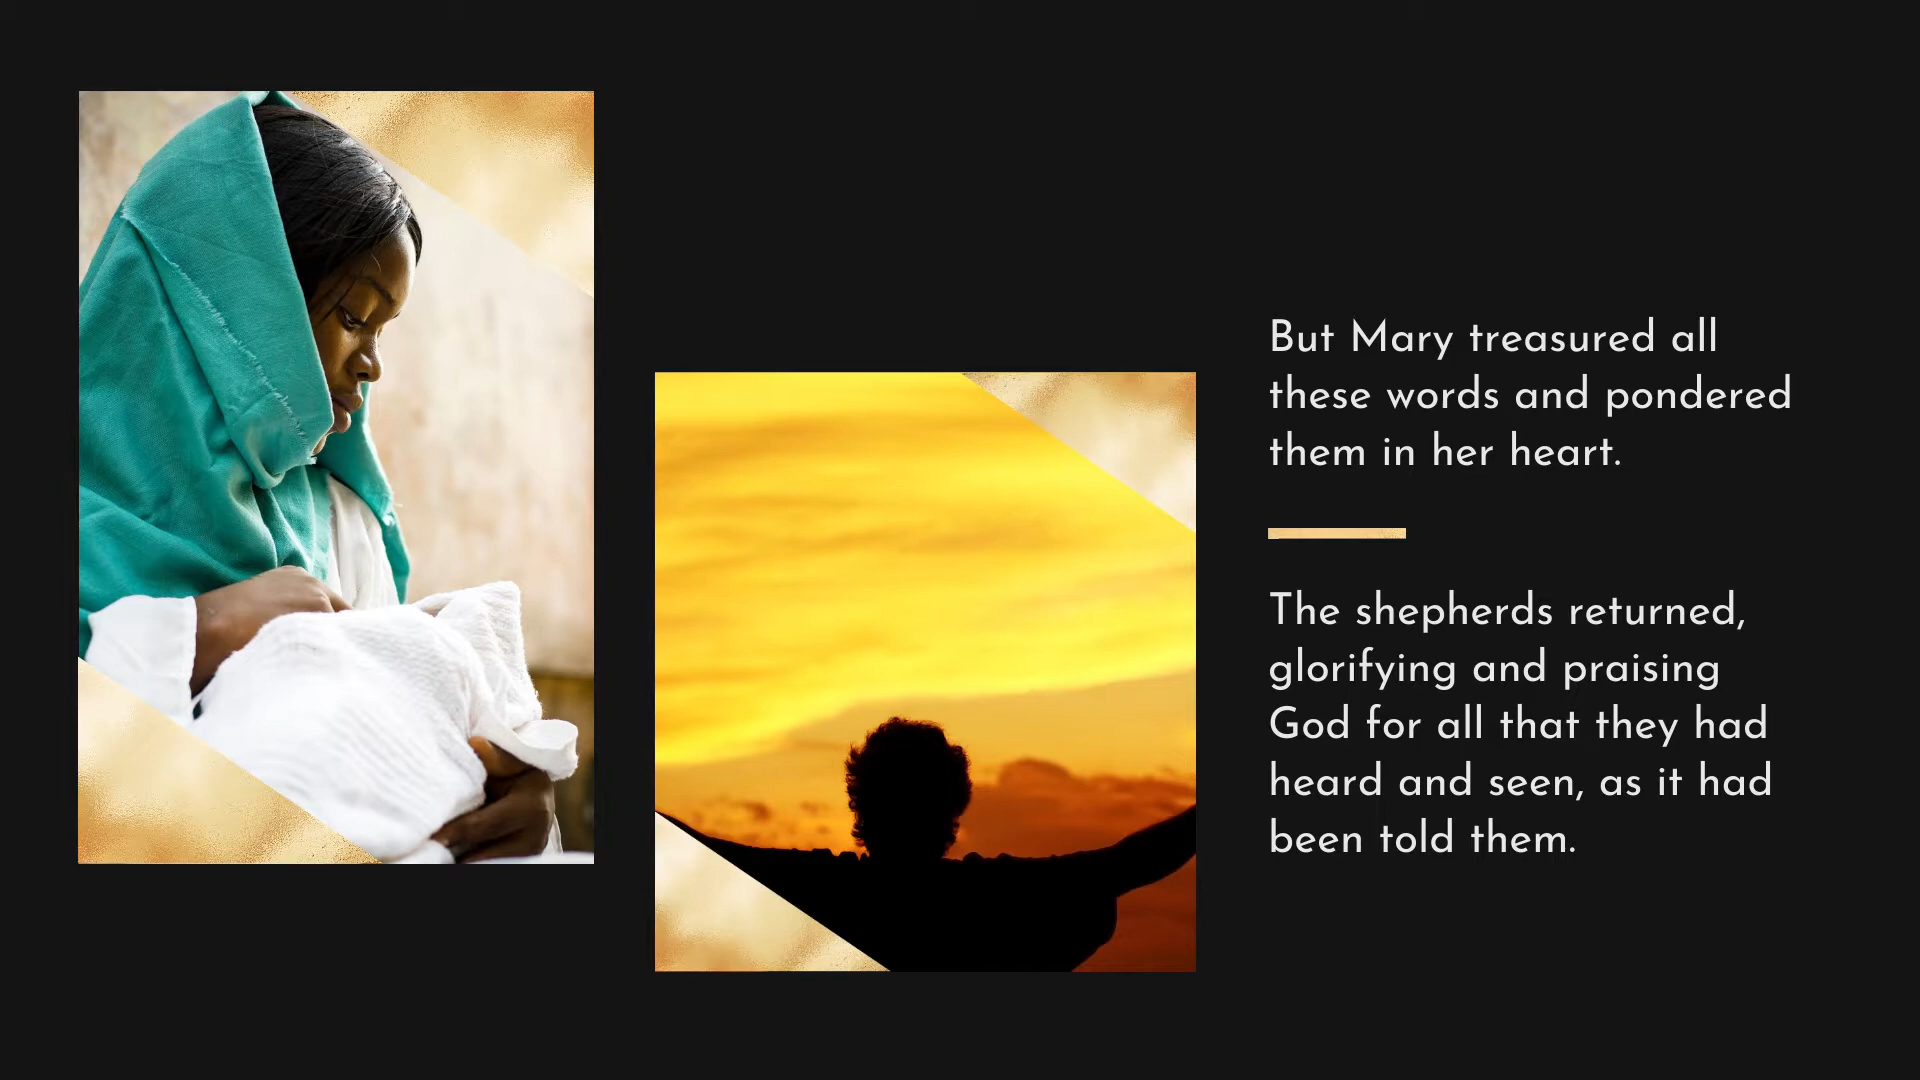 But Mary treasured all
these words and pondered
them in her heart.
The shepherds returned,
glorifying and praising
God for all that they had
heard and seen, as it had
been told them.